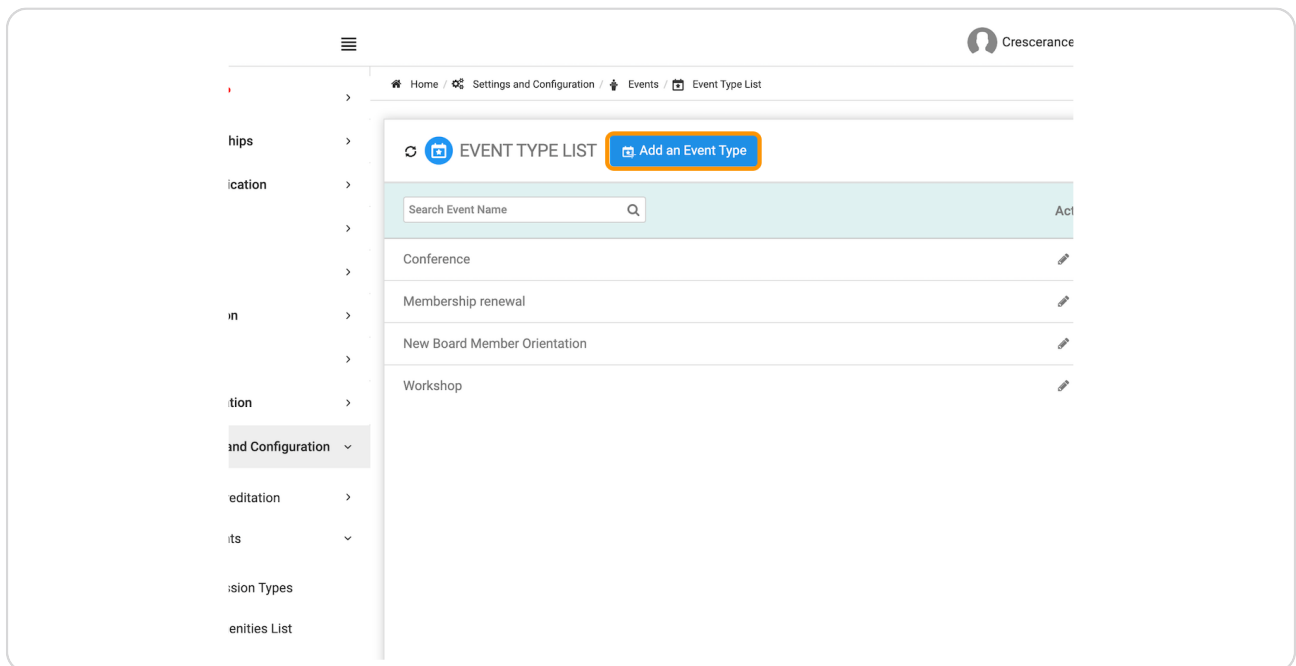 Crescerance
Home / Settings and Configuration / Events / Event Type List
hips
ication
on
tion
and Configuration
editation
nts
ssion Types
enities List
EVENT TYPE LIST Add an Event Type
Search Event Name
Act
Conference
Membership renewal
New Board Member Orientation
Workshop